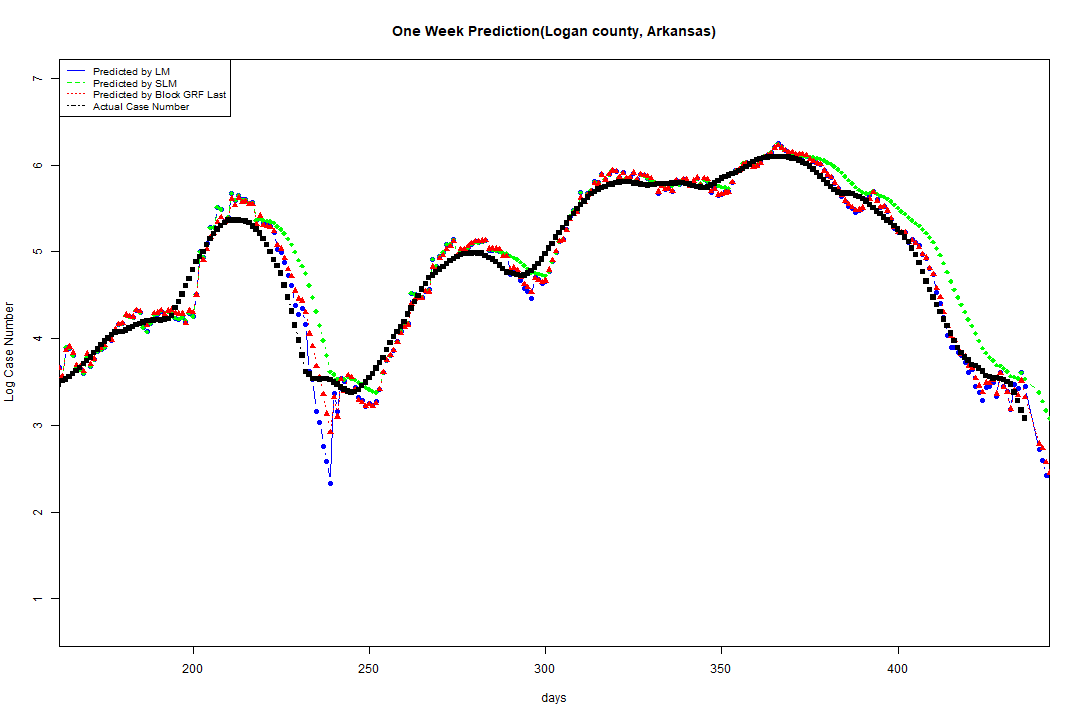 One Week Prediction(Logan county, Arkansas)
Predicted by LM
Predicted by SLM
Predicted by Block GRF Last
Actual Case Number
7
6
5
4
3
2
1
Log Case Number
200 250 300 350 400
days